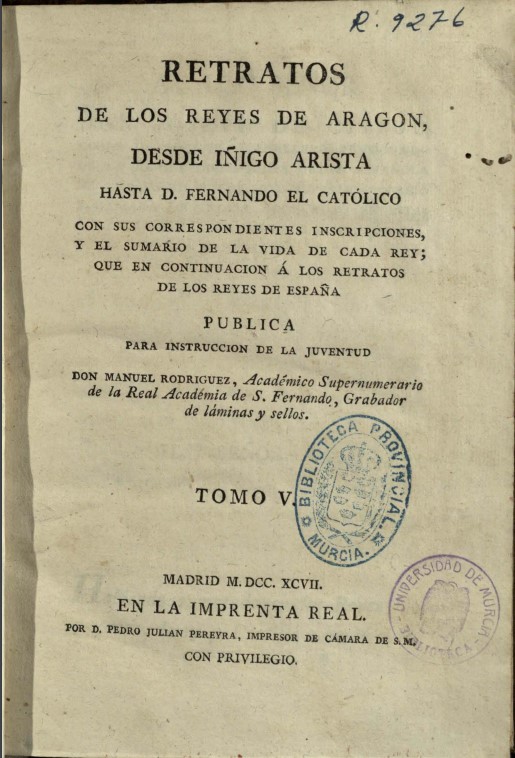 R. 9276
RETRATOS
DE LOS REYES DE ARAGON,
DESDE IÑIGO ARISTA
HASTA D. FERNANDO EL CATÓLICO
CON SUS CORRESPONDIENTES INSCRIPCIONES,
Y EL SUMARIO DE LA VIDA DE CADA REY;
QUE EN CONTINUACION Á LOS RETRATOS
DE LOS REYES DE ESPAÑA
PUBLICA
PARA INSTRUCCION DE LA JUVENTUD
DON MANUEL RODRIGUEZ, Académico Supernumerario
de la Real Académia de S. Fernando, Grabador
de láminas y sellos.
TOMO V.
BIBLIOTECA PROVINCIAL.
MURCIA.
MADRID M. DCC. XCVII.
EN LA IMPRENTA REAL.
POR D. PEDRO JULIAN PEREYRA, IMPRESOR DE CÁMARA DE S.M.
CON PRIVILEGIO.
UNIVERSIDAD DE MURCIA
BIBLIOTECA